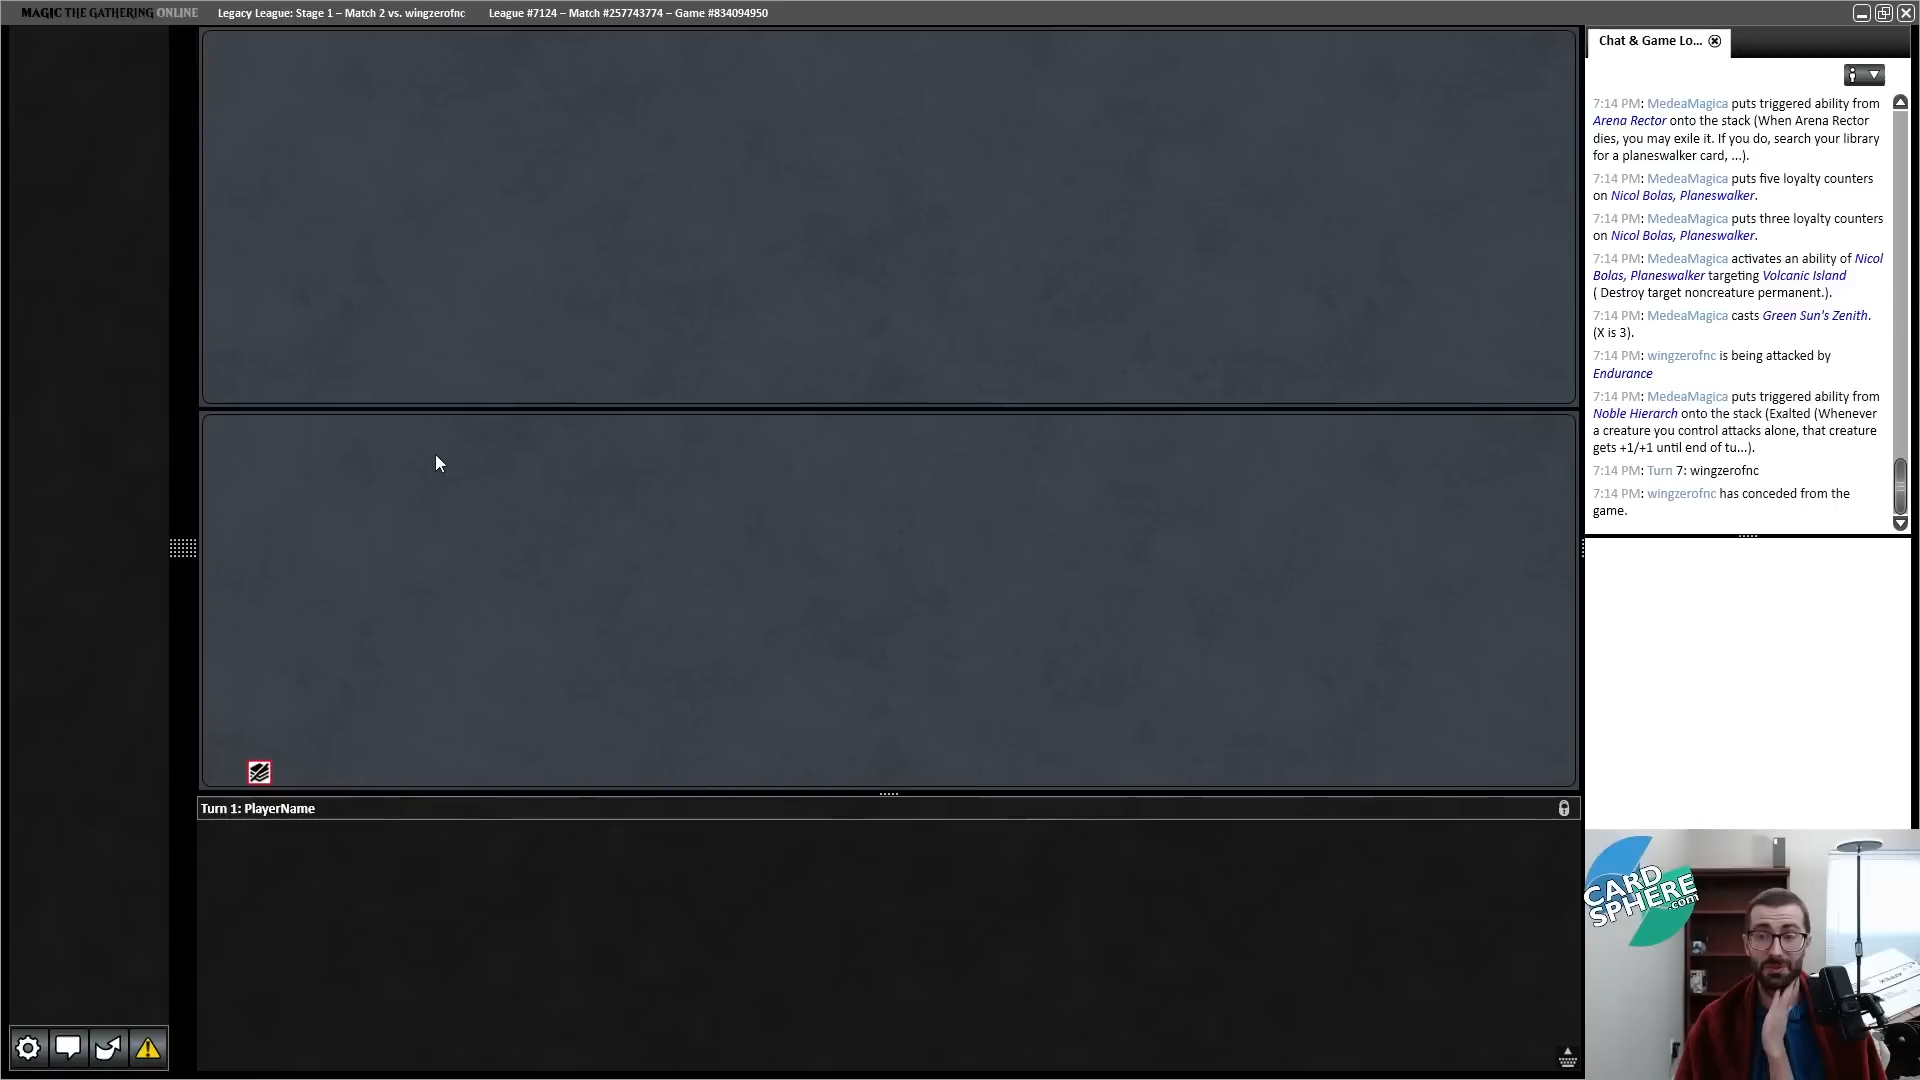 MAGIC THE GATHERING ONLINE
Legacy League: Stage 1 – Match 2 vs. wingzerofnc
League #7124 – Match #257743774 – Game #834094950
Chat & Game Lo...
7:14 PM: MedeaMagica puts triggered ability from
Arena Rector onto the stack (When Arena Rector
dies, you may exile it. If you do, search your library
for a planeswalker card, ...).
7:14 PM: MedeaMagica puts five loyalty counters
on Nicol Bolas, Planeswalker.
7:14 PM: MedeaMagica puts three loyalty counters
on Nicol Bolas, Planeswalker.
7:14 PM: MedeaMagica activates an ability of Nicol
Bolas, Planeswalker targeting Volcanic Island
( Destroy target noncreature permanent.).
7:14 PM: MedeaMagica casts Green Sun's Zenith.
(X is 3).
7:14 PM: wingzerofnc is being attacked by
Endurance
7:14 PM: MedeaMagica puts triggered ability from
Noble Hierarch onto the stack (Exalted (Whenever
a creature you control attacks alone, that creature
gets +1/+1 until end of tu...).
7:14 PM: Turn 7: wingzerofnc
7:14 PM: wingzerofnc has conceded from the
game.
Turn 1: PlayerName
CARD
SPHERE
.com